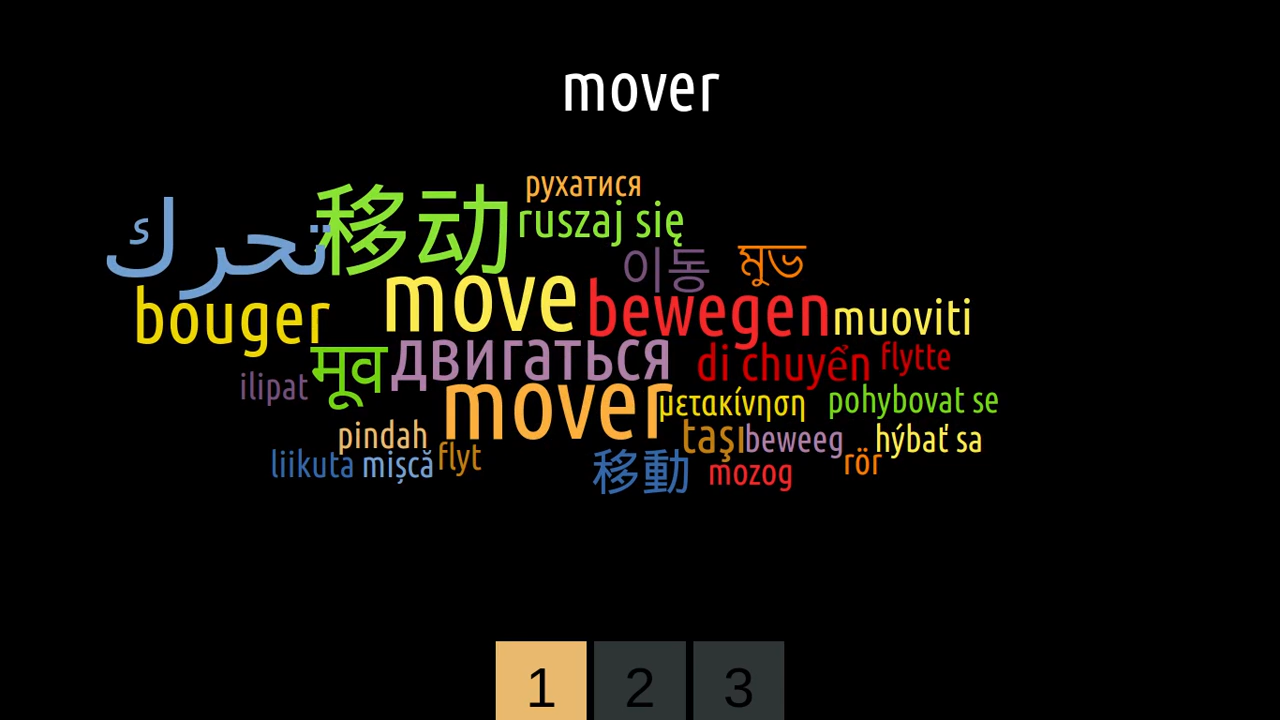 mover
рухатися
تحرك 移动 ruszaj się
이동 মুভ
bouger move bewegen muoviti
मूव двигаться di chuyển flytte
ilipat mover μετακίνηση pohybovat se
pindah taşı beweeg hýbať sa
liikuta mișcă flyt 移動 mozog rör
1 2 3